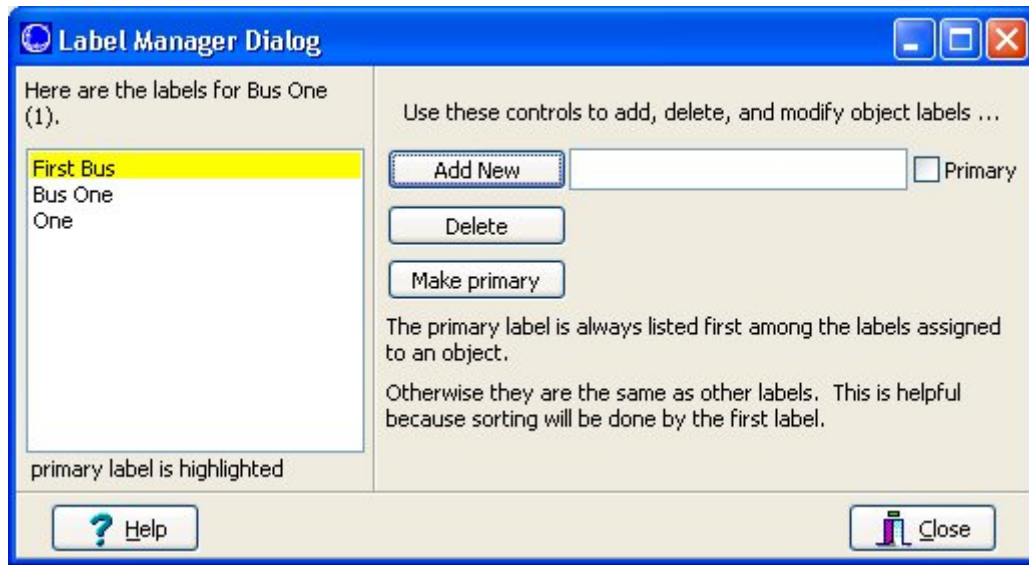 Label Manager Dialog
Here are the labels for Bus One
(1).
First Bus
Bus One
One
primary label is highlighted
Use these controls to add, delete, and modify object labels ...
Add New
Primary
Delete
Make primary
The primary label is always listed first among the labels assigned
to an object.
Otherwise they are the same as other labels.  This is helpful
because sorting will be done by the first label.
? Help
Close